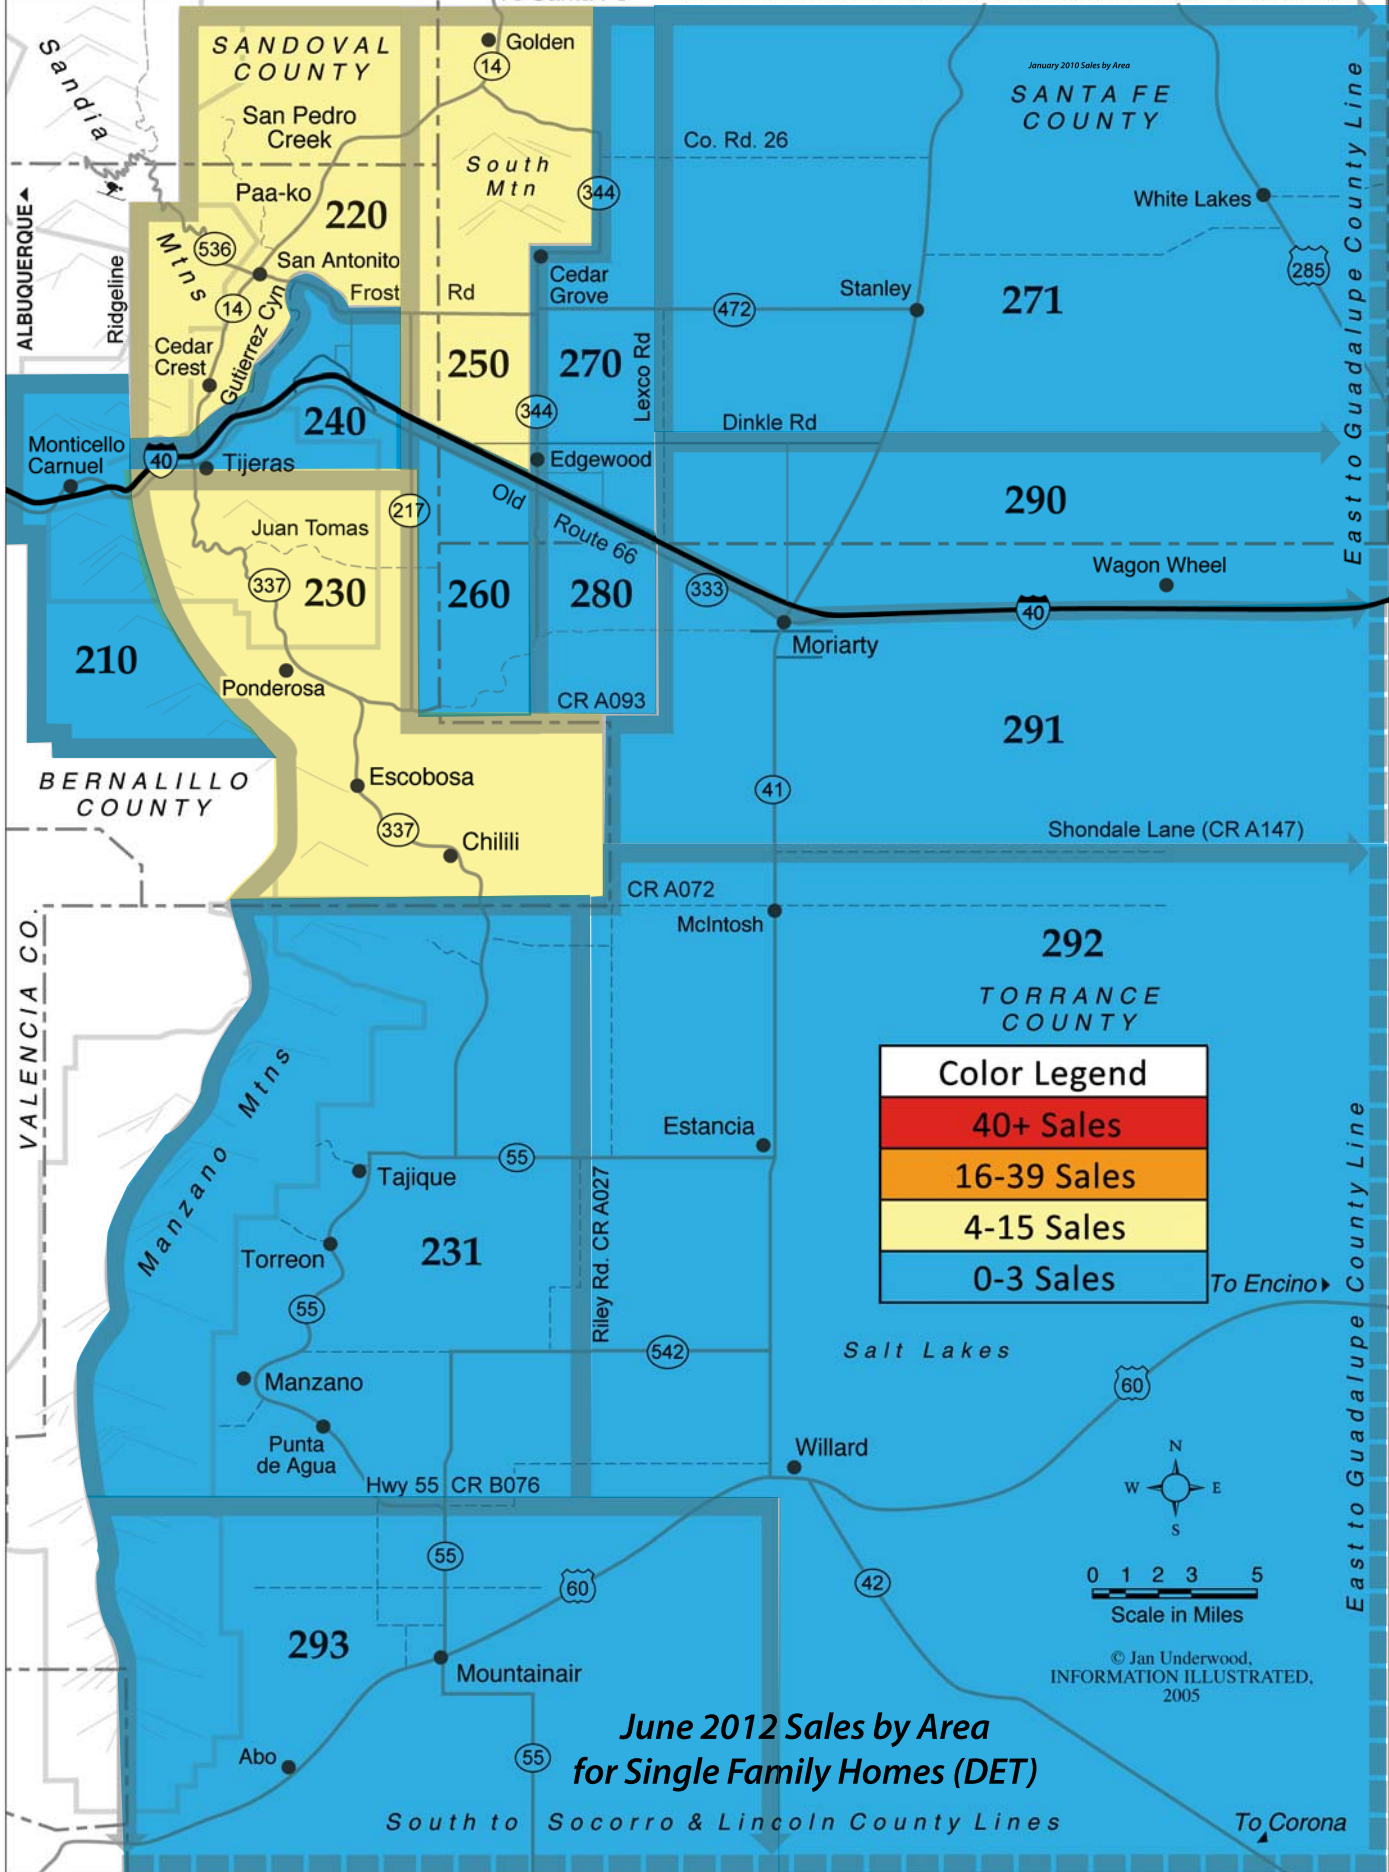 SANDOVAL
COUNTY
Golden
14
January 2010 Sales by Area
SANTA FE
COUNTY
Sandia
Mtns
San Pedro
Creek
South
Mtn
Co. Rd. 26
344
White Lakes
Paa-ko
220
ALBUQUERQUE
Ridgeline
536
San Antonito
Cedar
Grove
285
East to Guadalupe County Line
14
Gutierrez Cyn
Frost
Rd
472
Stanley
271
Cedar
Crest
250
270
Lexco Rd
344
240
Dinkle Rd
Monticello
Carnuel
40
Tijeras
Edgewood
217
Old
Route 66
290
Juan Tomas
337
230
260
280
333
Wagon Wheel
40
Moriarty
210
Ponderosa
CR A093
291
BERNALILLO
COUNTY
Escobosa
41
337
Chilili
Shondale Lane (CR A147)
CR A072
McIntosh
VALENCIA CO.
292
TORRANCE
COUNTY
Manzano Mtns
Color Legend
40+ Sales
16-39 Sales
4-15 Sales
0-3 Sales
Estancia
55
Tajique
Riley Rd. CR A027
East to Guadalupe County Line
Torreon
231
To Encino
55
542
Salt Lakes
Manzano
60
Punta
de Agua
Willard
Hwy 55
CR B076
N
W
E
S
55
60
42
0 1 2 3 5
Scale in Miles
293
© Jan Underwood,
INFORMATION ILLUSTRATED,
2005
Mountainair
June 2012 Sales by Area
for Single Family Homes (DET)
Abo
55
South to Socorro & Lincoln County Lines
To Corona